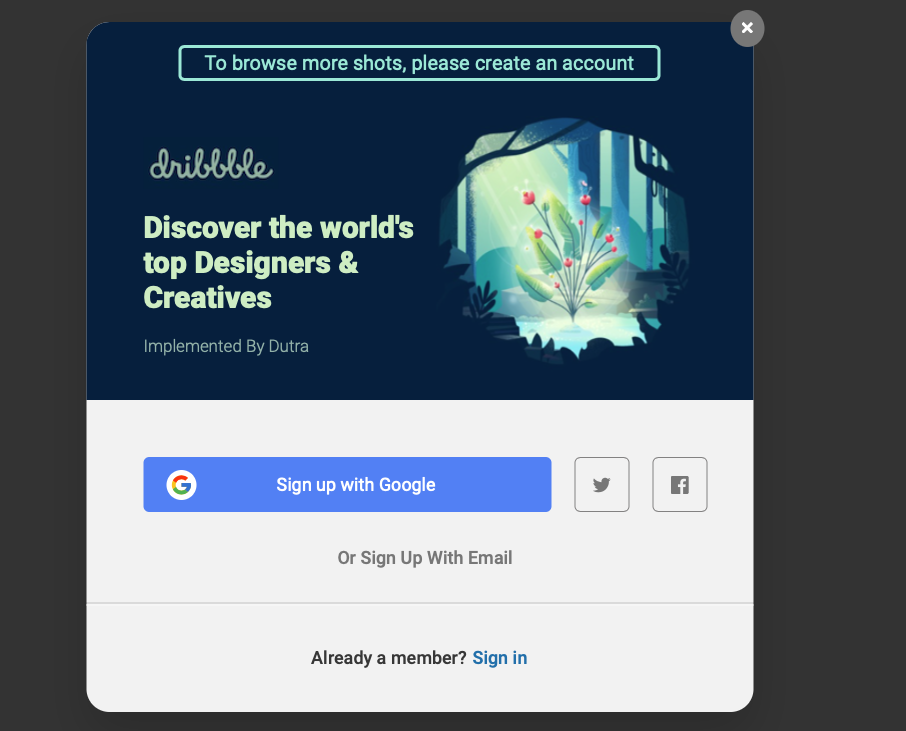 To browse more shots, please create an account
dribbble
Discover the world's
top Designers &
Creatives
Implemented By Dutra
Sign up with Google
Or Sign Up With Email
Already a member? Sign in